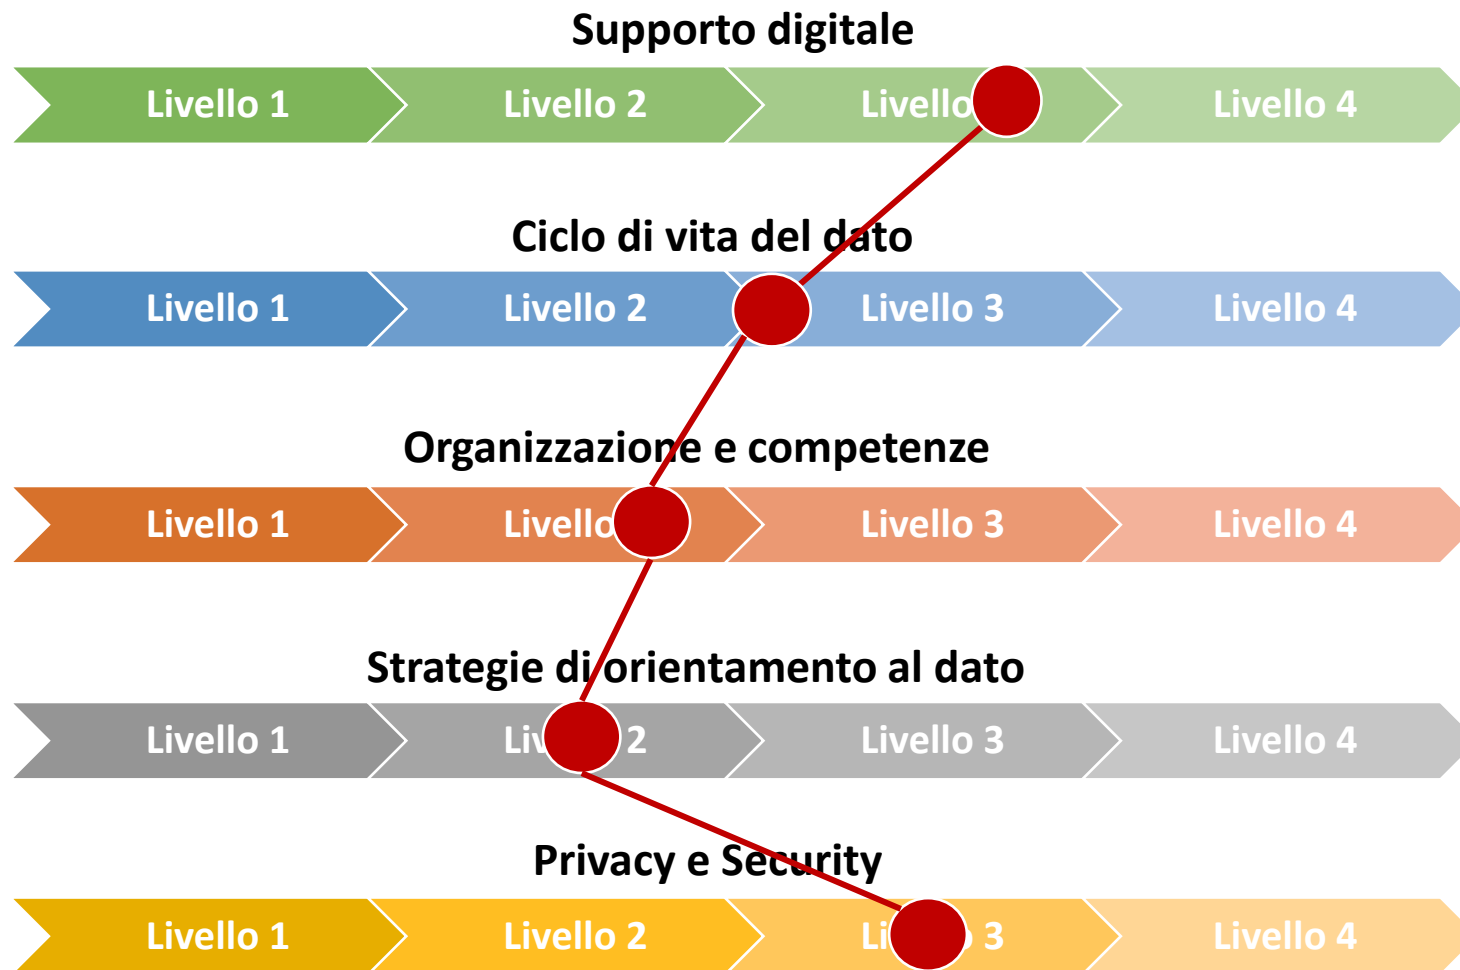 Supporto digitale
Livello 1 Livello 2 Livello Livello 4
Ciclo di vita del dato
Livello 1 Livello 2 Livello 3 Livello 4
Organizzazione e competenze
Livello 1 Livello Livello 3 Livello 4
Strategie di orientamento al dato
Livello 1 2 Livello 3 Livello 4
Privacy e Security
Livello 1 Livello 2 3 Livello 4